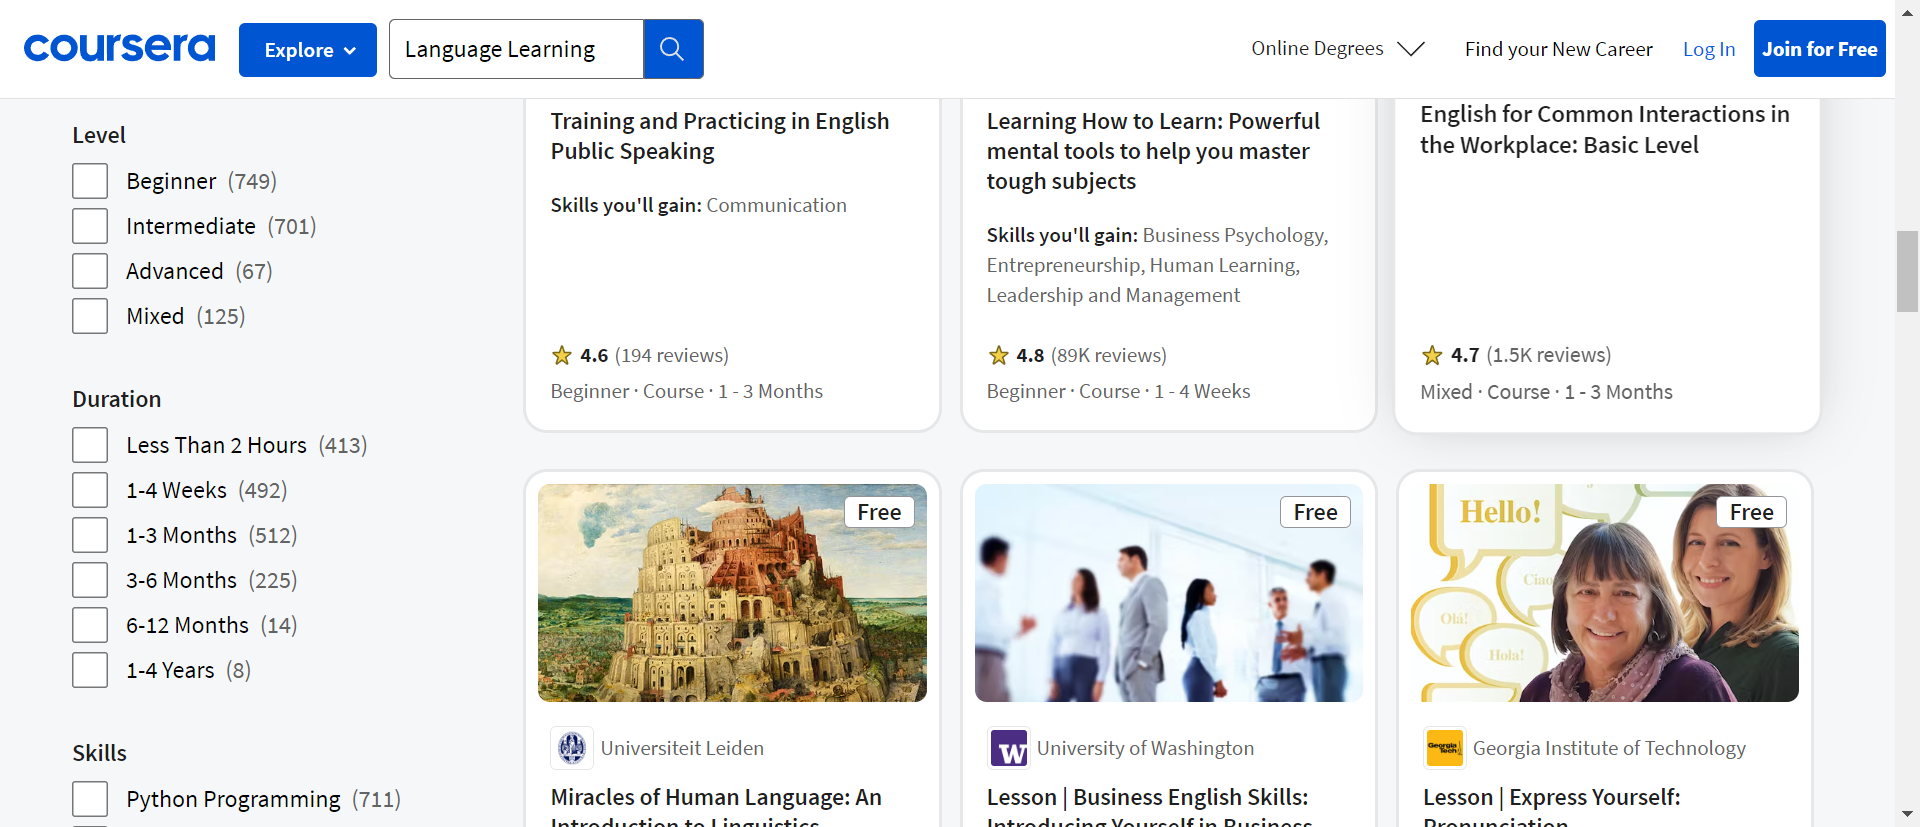 coursera
Explore
Language Learning
Online Degrees
Find your New Career
Log In
Join for Free
Level
Beginner (749)
Intermediate (701)
Advanced (67)
Mixed (125)
Duration
Less Than 2 Hours (413)
1-4 Weeks (492)
1-3 Months (512)
3-6 Months (225)
6-12 Months (14)
1-4 Years (8)
Skills
Python Programming (711)
Training and Practicing in English
Public Speaking
Skills you'll gain: Communication
4.6 (194 reviews)
Beginner · Course · 1 - 3 Months
Learning How to Learn: Powerful
mental tools to help you master
tough subjects
Skills you'll gain: Business Psychology,
Entrepreneurship, Human Learning,
Leadership and Management
4.8 (89K reviews)
Beginner · Course · 1 - 4 Weeks
English for Common Interactions in
the Workplace: Basic Level
4.7 (1.5K reviews)
Mixed · Course · 1 - 3 Months
Free
Universiteit Leiden
Miracles of Human Language: An
Introduction to Linguistics
Free
W
University of Washington
Lesson | Business English Skills:
Introducing Yourself in Business
Free
Hello!
Ciao
Olá!
Hola!
Georgia
Tech
Georgia Institute of Technology
Lesson | Express Yourself:
Pronunciation